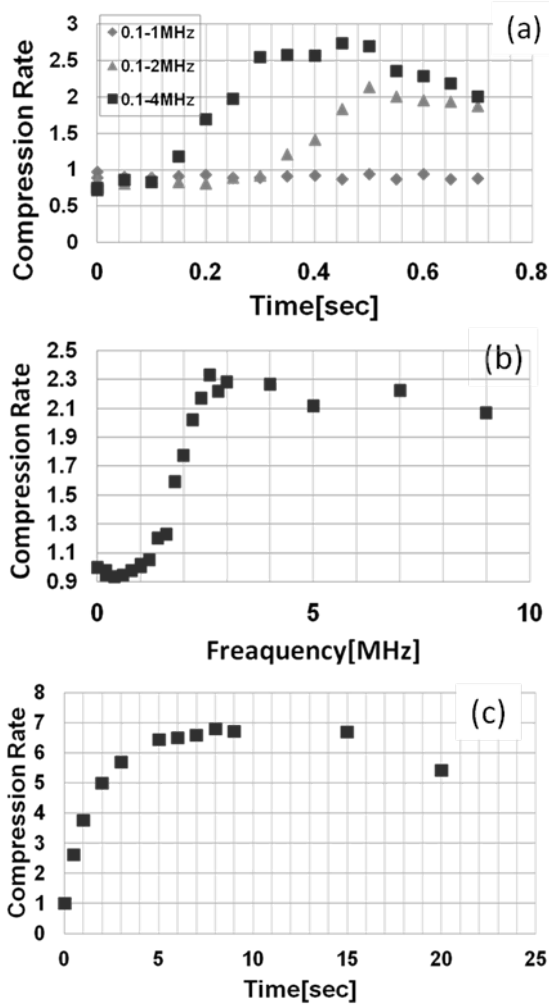 (a)
Compression Rate
3
2.5
2
1.5
1
0.5
0
0.1-1MHz
0.1-2MHz
0.1-4MHz
0 0.2 0.4 0.6 0.8
Time[sec]
(b)
Compression Rate
2.5
2.3
2.1
1.9
1.7
1.5
1.3
1.1
0.9
0 5 10
Freaquency[MHz]
(c)
Compression Rate
8
7
6
5
4
3
2
1
0
0 5 10 15 20 25
Time[sec]